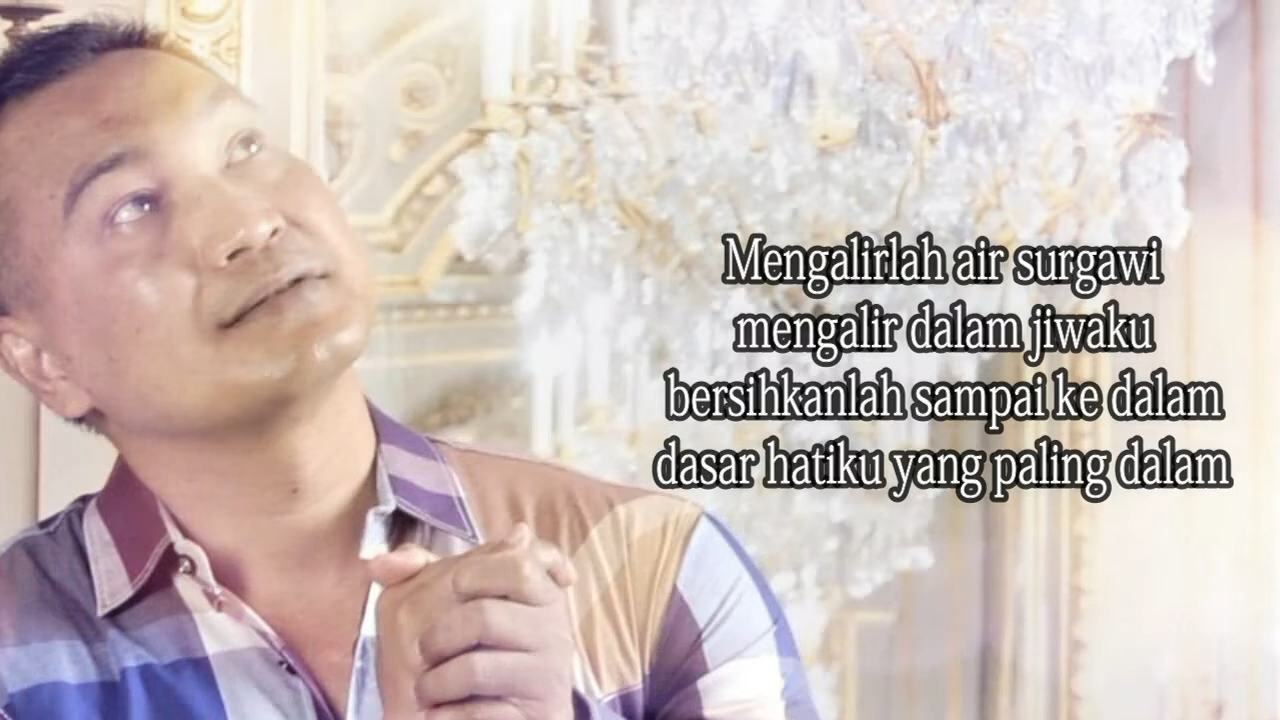 Mengalirlah air surgawi
mengalir dalam jiwaku
bersihkanlah sampai ke dalam
dasar hatiku yang paling dalam